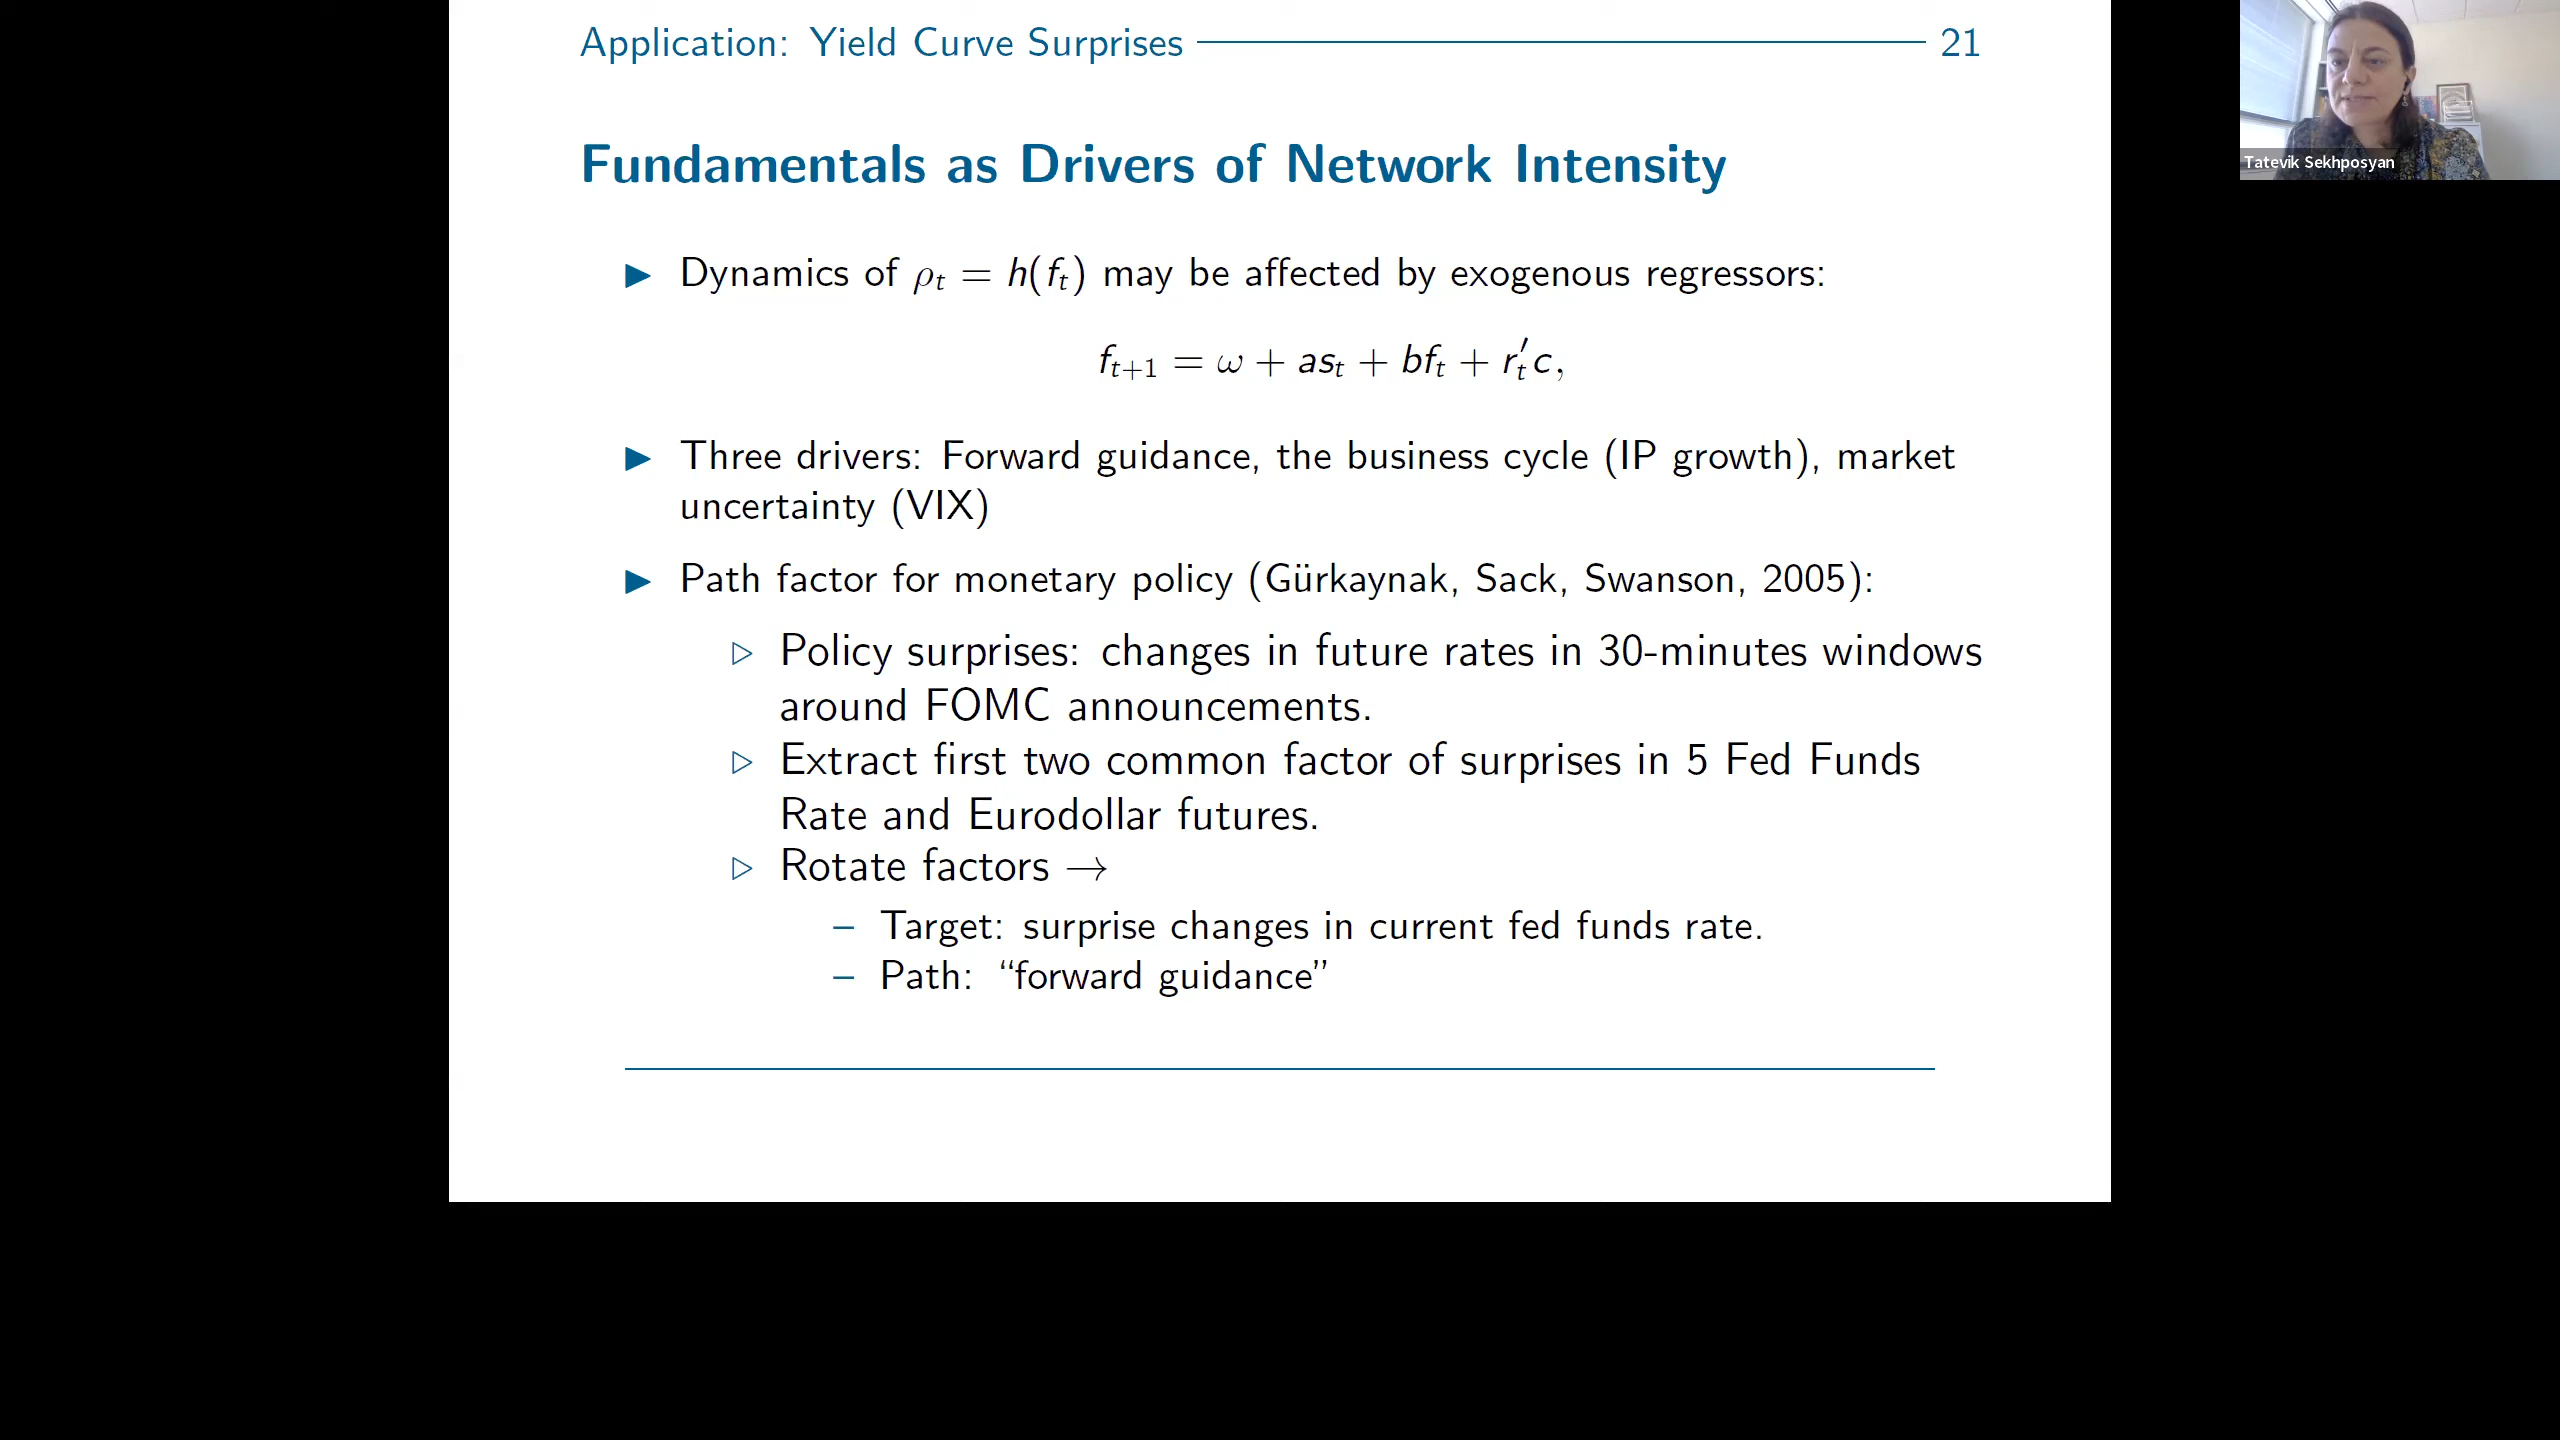 Application: Yield Curve Surprises 21
Tatevik Sekhposyan
Fundamentals as Drivers of Network Intensity
▶ Dynamics of ρ_t = h(f_t) may be affected by exogenous regressors:
f_{t+1} = ω + as_t + bf_t + r′_t c,
▶ Three drivers: Forward guidance, the business cycle (IP growth), market
uncertainty (VIX)
▶ Path factor for monetary policy (Gürkaynak, Sack, Swanson, 2005):
▷ Policy surprises: changes in future rates in 30-minutes windows
around FOMC announcements.
▷ Extract first two common factor of surprises in 5 Fed Funds
Rate and Eurodollar futures.
▷ Rotate factors →
– Target: surprise changes in current fed funds rate.
– Path: “forward guidance”